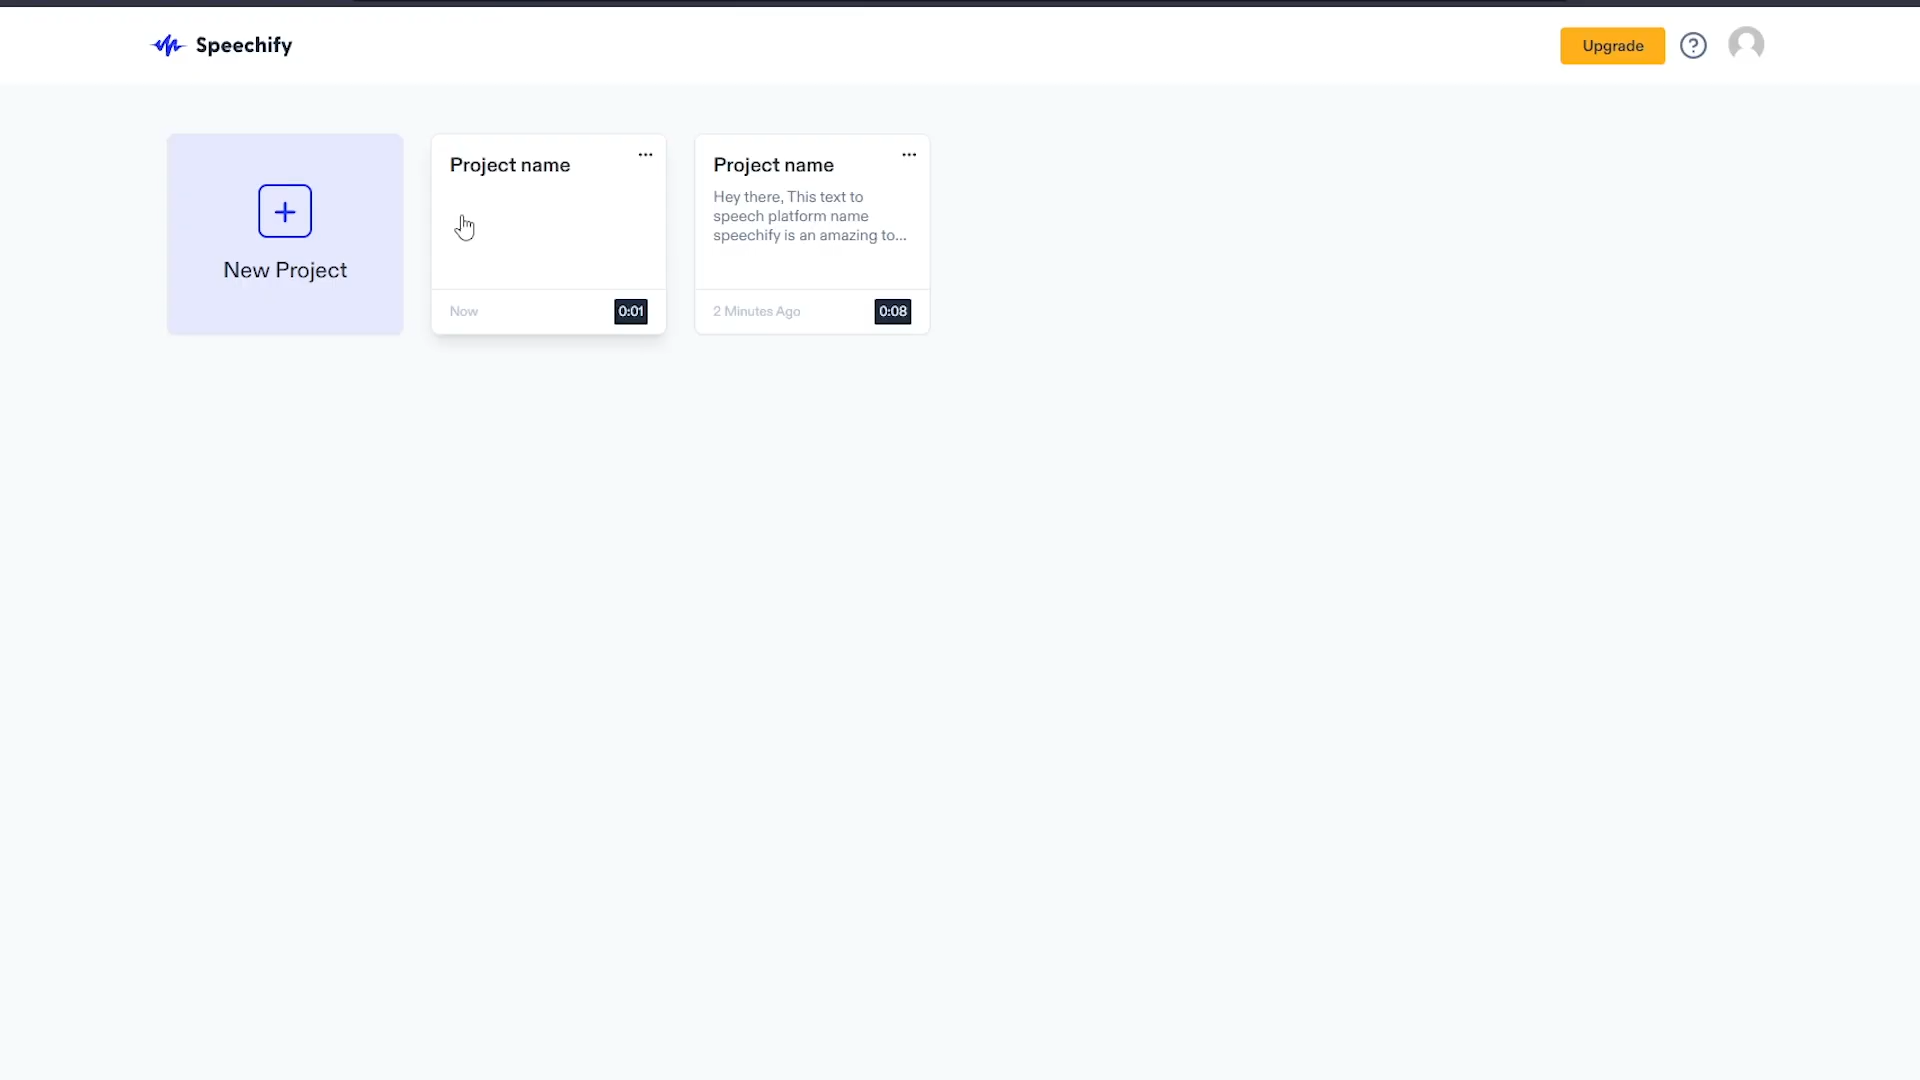 Speechify
Upgrade
?
New Project
Project name
...
Now
0:01
Project name
...
Hey there, This text to
speech platform name
speechify is an amazing to...
2 Minutes Ago
0:08